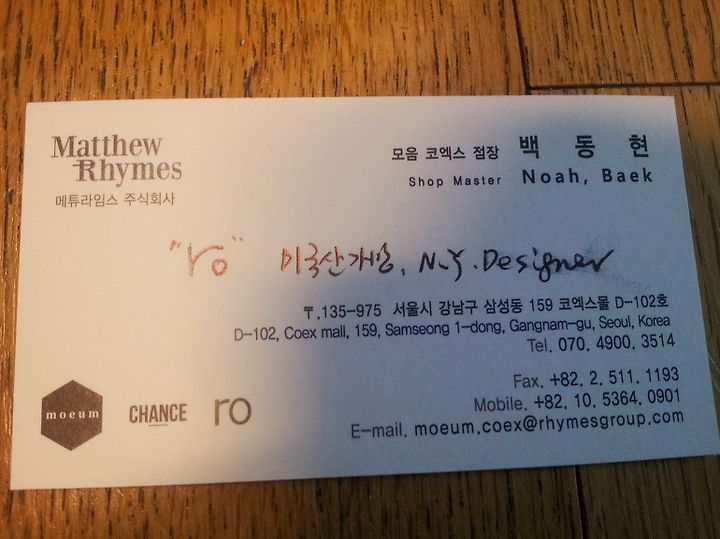 Matthew
Rhymes
메튜라임스 주식회사
모음 코엑스 점장 백 동 현
Shop Master Noah, Baek
"ro" 미국산가방, N.Y. Designer
〒.135-975 서울시 강남구 삼성동 159 코엑스몰 D-102호
D-102, Coex mall, 159, Samseong 1-dong, Gangnam-gu, Seoul, Korea
Tel. 070. 4900. 3514
Fax. +82. 2. 511. 1193
Mobile. +82. 10. 5364. 0901
E-mail. moeum.coex@rhymesgroup.com
moeum CHANCE ro